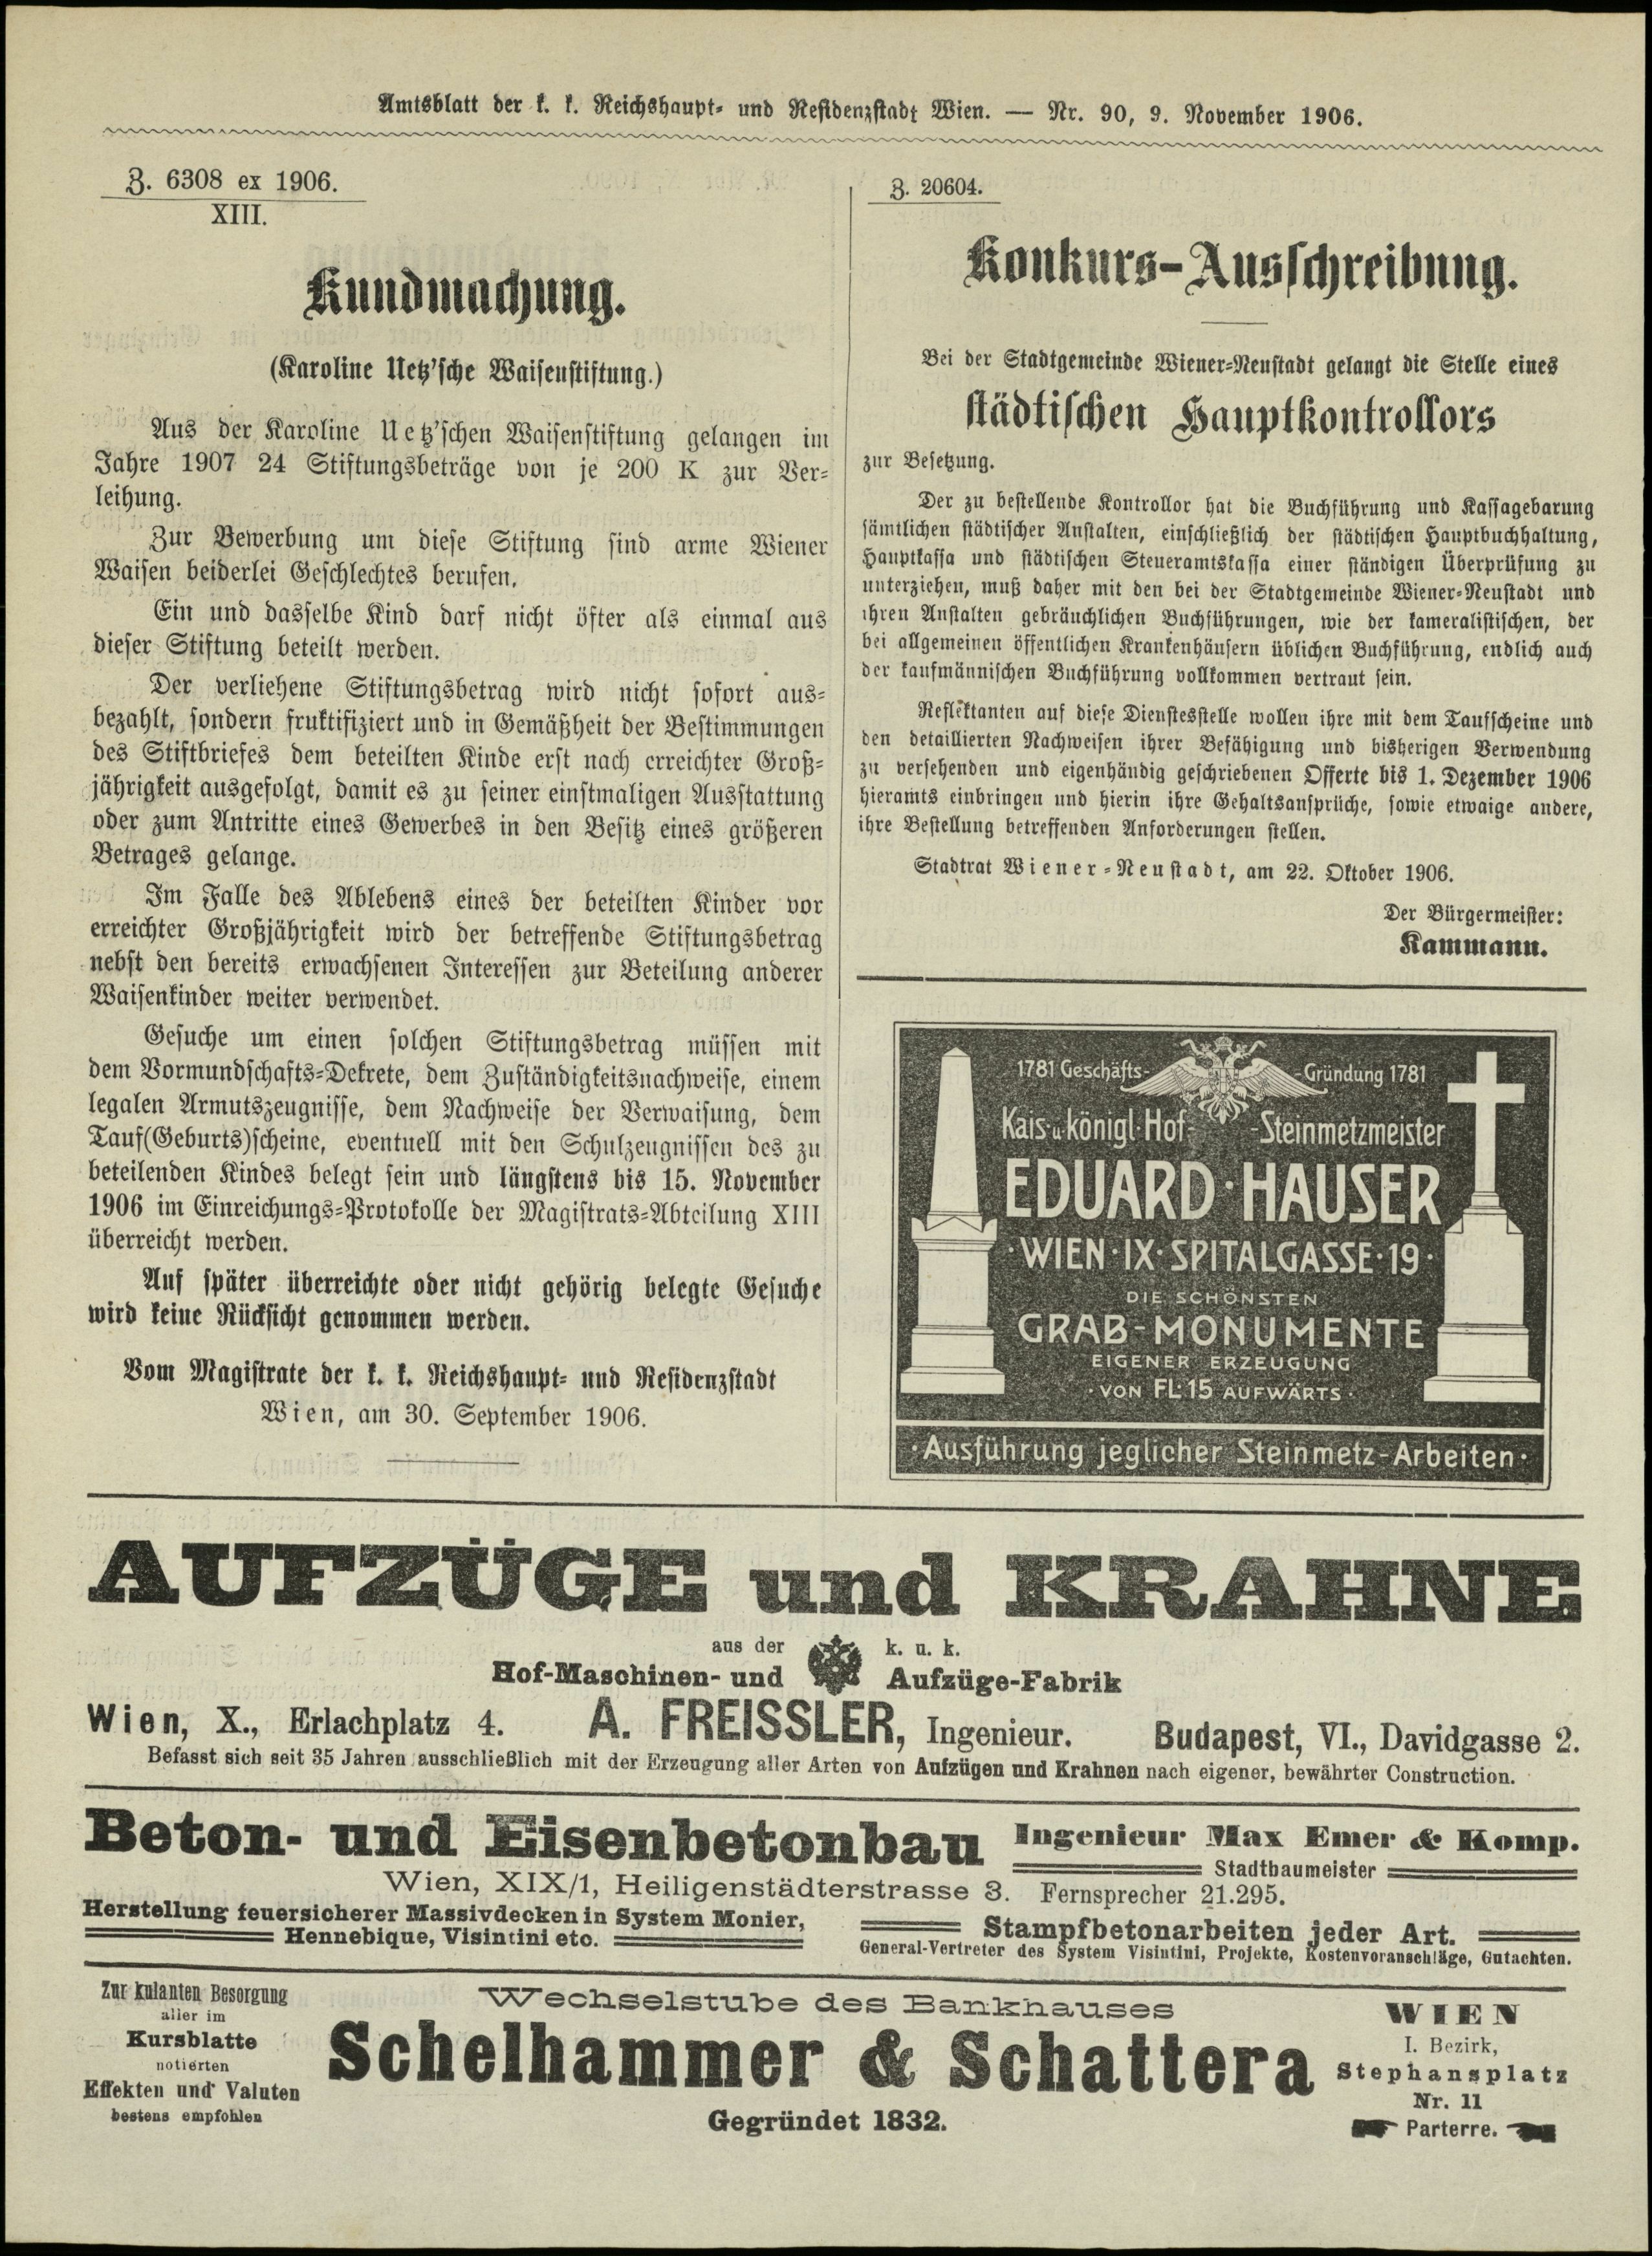 Amtsblatt der k. k. Reichshaupt- und Residenzstadt Wien. — Nr. 90, 9. November 1906.
Z. 6308 ex 1906.
XIII.
Kundmachung.
(Karoline Uetz'sche Waisenstiftung.)
Aus der Karoline Uetz'schen Waisenstiftung gelangen im
Jahre 1907 24 Stiftungsbeträge von je 200 K zur Ver-
leihung.
Zur Bewerbung um diese Stiftung sind arme Wiener
Waisen beiderlei Geschlechtes berufen.
Ein und dasselbe Kind darf nicht öfter als einmal aus
dieser Stiftung beteilt werden.
Der verliehene Stiftungsbetrag wird nicht sofort aus-
bezahlt, sondern fruktifiziert und in Gemäßheit der Bestimmungen
des Stiftbriefes dem beteilten Kinde erst nach erreichter Groß-
jährigkeit ausgefolgt, damit es zu seiner einstmaligen Ausstattung
oder zum Antritte eines Gewerbes in den Besitz eines größeren
Betrages gelange.
Im Falle des Ablebens eines der beteilten Kinder vor
erreichter Großjährigkeit wird der betreffende Stiftungsbetrag
nebst den bereits erwachsenen Interessen zur Beteilung anderer
Waisenkinder weiter verwendet.
Gesuche um einen solchen Stiftungsbetrag müssen mit
dem Vormundschafts-Dekrete, dem Zuständigkeitsnachweise, einem
legalen Armutszeugnisse, dem Nachweise der Verwaisung, dem
Tauf(Geburts)scheine, eventuell mit den Schulzeugnissen des zu
beteilenden Kindes belegt sein und längstens bis 15. November
1906 im Einreichungs-Protokolle der Magistrats-Abteilung XIII
überreicht werden.
Auf später überreichte oder nicht gehörig belegte Gesuche
wird keine Rücksicht genommen werden.
Vom Magistrate der k. k. Reichshaupt- und Residenzstadt
Wien, am 30. September 1906.
Z. 20604.
Konkurs-Ausschreibung.
Bei der Stadtgemeinde Wiener-Neustadt gelangt die Stelle eines
städtischen Hauptkontrollors
zur Besetzung.
Der zu bestellende Kontrollor hat die Buchführung und Kassagebarung
sämtlichen städtischer Anstalten, einschließlich der städtischen Hauptbuchhaltung,
Hauptkassa und städtischen Steueramtskassa einer ständigen Überprüfung zu
unterziehen, muß daher mit den bei der Stadtgemeinde Wiener-Neustadt und
ihren Anstalten gebräuchlichen Buchführungen, wie der kameralistischen, der
bei allgemeinen öffentlichen Krankenhäusern üblichen Buchführung, endlich auch
der kaufmännischen Buchführung vollkommen vertraut sein.
Reflektanten auf diese Dienstesstelle wollen ihre mit dem Taufscheine und
den detaillierten Nachweisen ihrer Befähigung und bisherigen Verwendung
zu versehenden und eigenhändig geschriebenen Offerte bis 1. Dezember 1906
hieramts einbringen und hierin ihre Gehaltsansprüche, sowie etwaige andere,
ihre Bestellung betreffenden Anforderungen stellen.
Stadtrat Wiener-Neustadt, am 22. Oktober 1906.
Der Bürgermeister:
Kammann.
1781 Geschäfts- -Gründung 1781
Kais·u·königl·Hof- -Steinmetzmeister
EDUARD·HAUSER
·WIEN·IX·SPITALGASSE·19·
DIE SCHÖNSTEN
GRAB-MONUMENTE
EIGENER ERZEUGUNG
·VON FL·15 AUFWÄRTS·
·Ausführung jeglicher Steinmetz-Arbeiten·
AUFZÜGE und KRAHNE
aus der k. u. k.
Hof-Maschinen- und Aufzüge-Fabrik
Wien, X., Erlachplatz 4. A. FREISSLER, Ingenieur. Budapest, VI., Davidgasse 2.
Befasst sich seit 35 Jahren ausschließlich mit der Erzeugung aller Arten von Aufzügen und Krahnen nach eigener, bewährter Construction.
Beton- und Eisenbetonbau Ingenieur Max Emer & Komp.
Stadtbaumeister
Wien, XIX/1, Heiligenstädterstrasse 3. Fernsprecher 21.295.
Herstellung feuersicherer Massivdecken in System Monier,
Hennebique, Visintini etc.
Stampfbetonarbeiten jeder Art.
General-Vertreter des System Visintini, Projekte, Kostenvoranschläge, Gutachten.
Zur kulanten Besorgung
aller im
Kursblatte
notierten
Effekten und Valuten
bestens empfohlen
Wechselstube des Bankhauses
Schelhammer & Schattera
Gegründet 1832.
WIEN
I. Bezirk,
Stephansplatz
Nr. 11
Parterre.